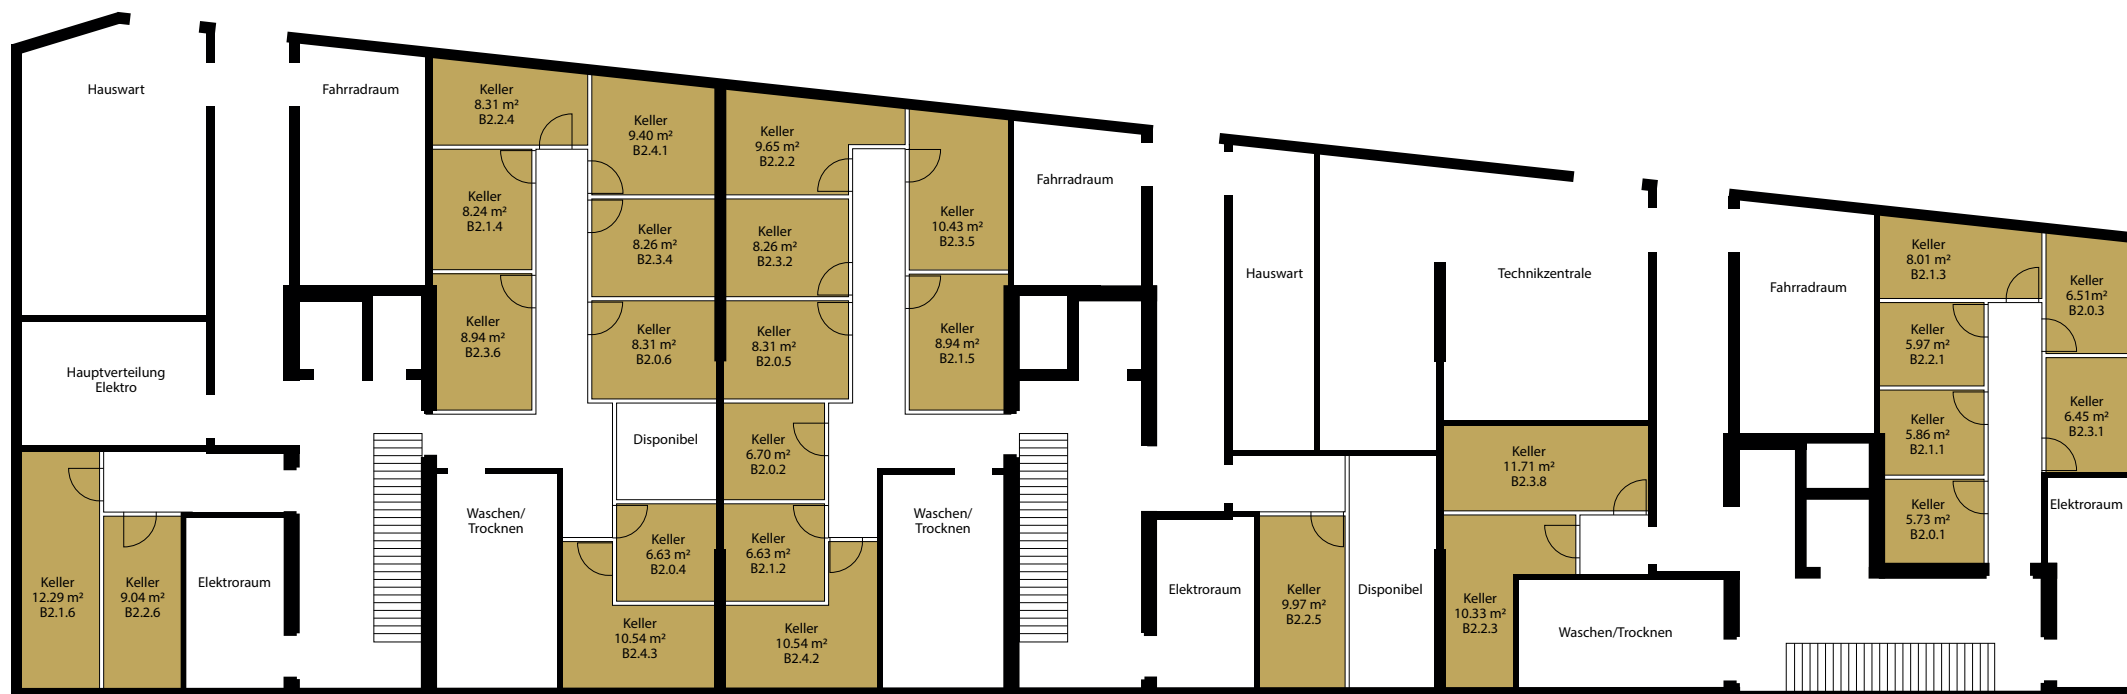 Hauswart
Fahrradraum
Keller
8.31 m²
B2.2.4
Keller
9.40 m²
B2.4.1
Keller
9.65 m²
B2.2.2
Keller
8.24 m²
B2.1.4
Keller
8.26 m²
B2.3.4
Keller
8.26 m²
B2.3.2
Keller
10.43 m²
B2.3.5
Fahrradraum
Keller
8.94 m²
B2.3.6
Keller
8.31 m²
B2.0.6
Keller
8.31 m²
B2.0.5
Keller
8.94 m²
B2.1.5
Hauptverteilung
Elektro
Disponibel
Keller
6.70 m²
B2.0.2
Waschen/
Trocknen
Keller
6.63 m²
B2.0.4
Keller
6.63 m²
B2.1.2
Waschen/
Trocknen
Keller
12.29 m²
B2.1.6
Keller
9.04 m²
B2.2.6
Elektroraum
Keller
10.54 m²
B2.4.3
Keller
10.54 m²
B2.4.2
Hauswart
Technikzentrale
Fahrradraum
Keller
8.01 m²
B2.1.3
Keller
6.51m²
B2.0.3
Keller
5.97 m²
B2.2.1
Keller
5.86 m²
B2.1.1
Keller
6.45 m²
B2.3.1
Keller
11.71 m²
B2.3.8
Keller
5.73 m²
B2.0.1
Elektroraum
Elektroraum
Keller
9.97 m²
B2.2.5
Disponibel
Keller
10.33 m²
B2.2.3
Waschen/Trocknen